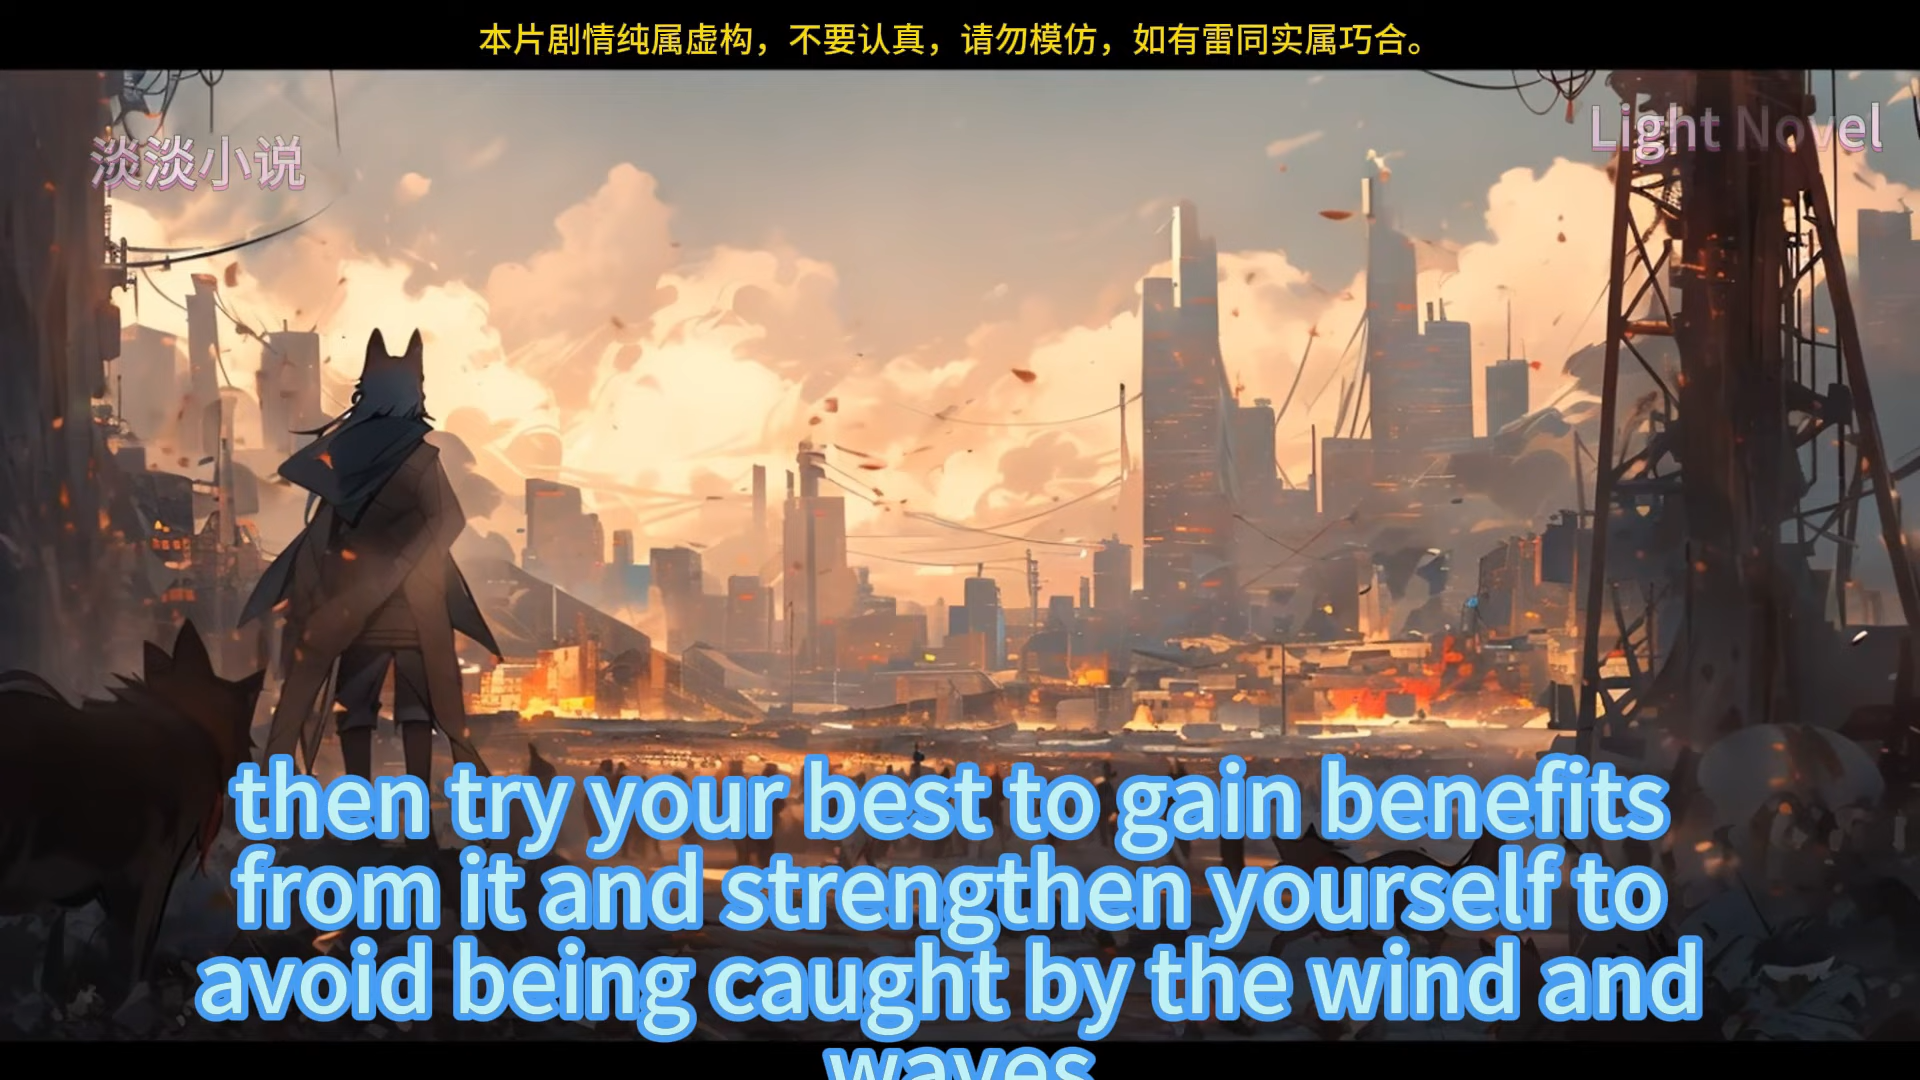 本片剧情纯属虚构，不要认真，请勿模仿，如有雷同实属巧合。
淡淡小说
Light Novel
then try your best to gain benefits
from it and strengthen yourself to
avoid being caught by the wind and
waves